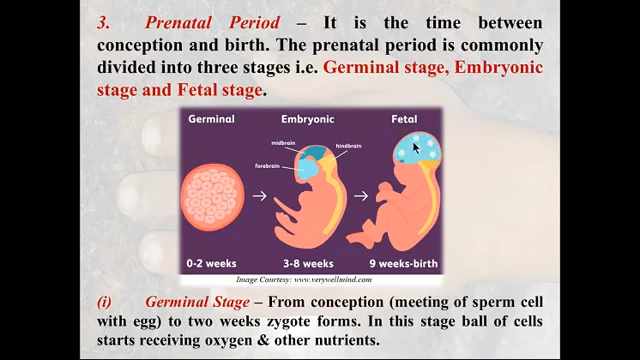 3. Prenatal Period – It is the time between
conception and birth. The prenatal period is commonly
divided into three stages i.e. Germinal stage, Embryonic
stage and Fetal stage.
Germinal
Embryonic
Fetal
midbrain
hindbrain
forebrain
0-2 weeks
3-8 weeks
9 weeks-birth
Image Courtesy: www.verywellmind.com
(i) Germinal Stage – From conception (meeting of sperm cell
with egg) to two weeks zygote forms. In this stage ball of cells
starts receiving oxygen & other nutrients.